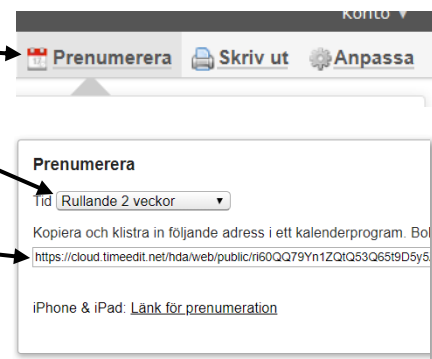 Konto ▼
Prenumerera Skriv ut Anpassa
Prenumerera
Tid Rullande 2 veckor ▼
Kopiera och klistra in följande adress i ett kalenderprogram. Bol
https://cloud.timeedit.net/hda/web/public/ri60QQ79Yn1ZQtQ53Q65t9D5y5
iPhone & iPad: Länk för prenumeration